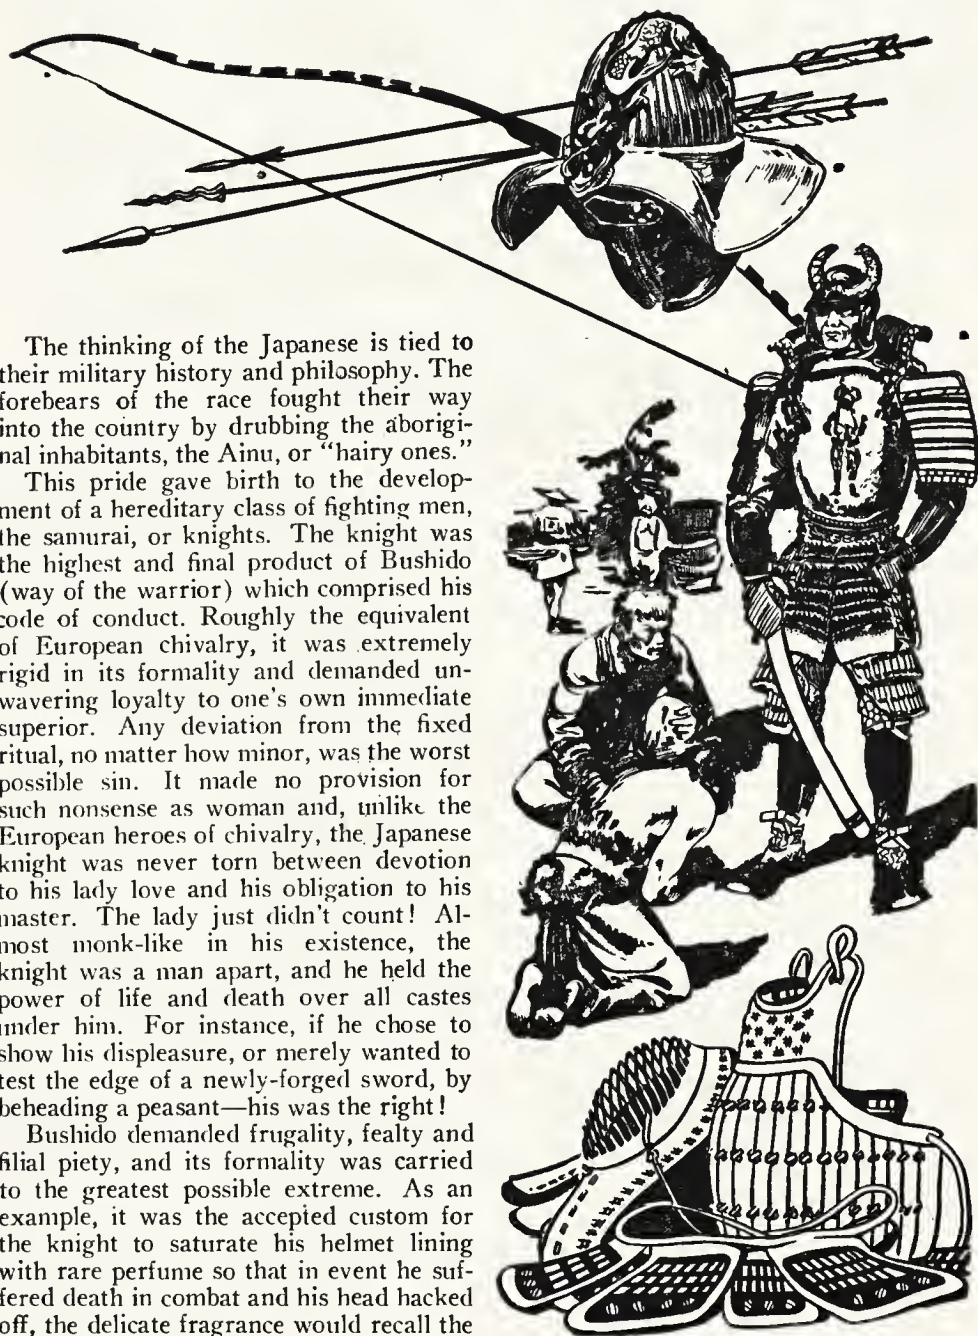 The thinking of the Japanese is tied to
their military history and philosophy. The
forebears of the race fought their way
into the country by drubbing the aborigi-
nal inhabitants, the Ainu, or “hairy ones.”
This pride gave birth to the develop-
ment of a hereditary class of fighting men,
the samurai, or knights. The knight was
the highest and final product of Bushido
(way of the warrior) which comprised his
code of conduct. Roughly the equivalent
of European chivalry, it was extremely
rigid in its formality and demanded un-
wavering loyalty to one’s own immediate
superior. Any deviation from the fixed
ritual, no matter how minor, was the worst
possible sin. It made no provision for
such nonsense as woman and, unlike the
European heroes of chivalry, the Japanese
knight was never torn between devotion
to his lady love and his obligation to his
master. The lady just didn’t count! Al-
most monk-like in his existence, the
knight was a man apart, and he held the
power of life and death over all castes
under him. For instance, if he chose to
show his displeasure, or merely wanted to
test the edge of a newly-forged sword, by
beheading a peasant—his was the right!
Bushido demanded frugality, fealty and
filial piety, and its formality was carried
to the greatest possible extreme. As an
example, it was the accepted custom for
the knight to saturate his helmet lining
with rare perfume so that in event he suf-
fered death in combat and his head hacked
off, the delicate fragrance would recall the